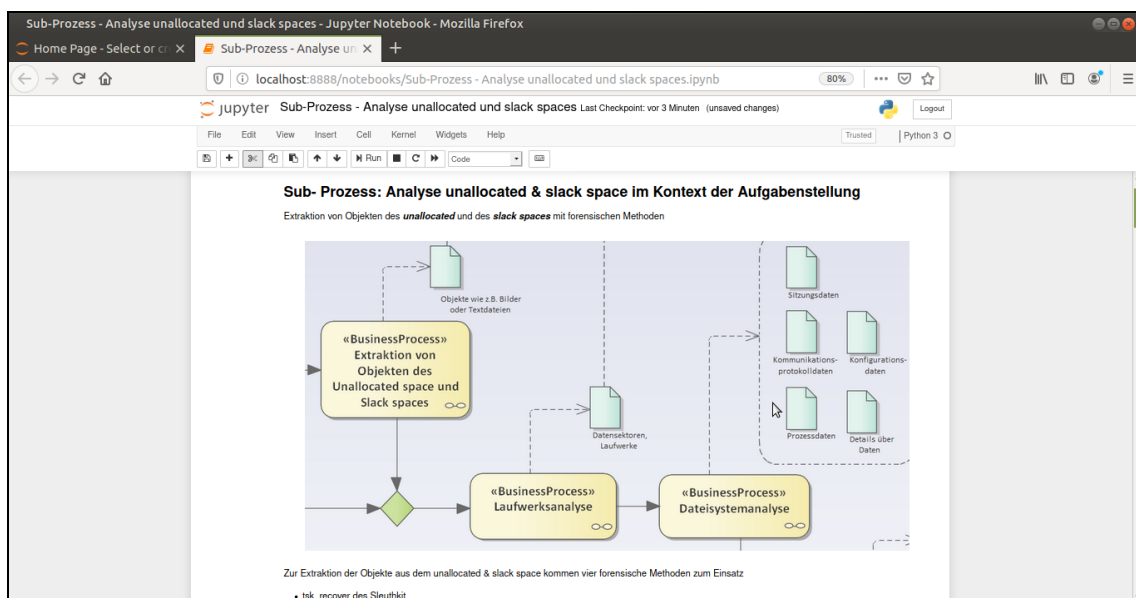 Sub-Prozess - Analyse unallocated und slack spaces - Jupyter Notebook - Mozilla Firefox
Home Page - Select or cr
Sub-Prozess - Analyse un
localhost:8888/notebooks/Sub-Prozess - Analyse unallocated und slack spaces.ipynb
80%
jupyter Sub-Prozess - Analyse unallocated und slack spaces Last Checkpoint: vor 3 Minuten (unsaved changes)
Logout
File Edit View Insert Cell Kernel Widgets Help
Trusted
Python 3
Run
Code
Sub- Prozess: Analyse unallocated & slack space im Kontext der Aufgabenstellung
Extraktion von Objekten des unallocated und des slack spaces mit forensischen Methoden
Objekte wie z.B. Bilder
oder Textdateien
«BusinessProcess»
Extraktion von
Objekten des
Unallocated space und
Slack spaces
Datensektoren,
Laufwerke
«BusinessProcess»
Laufwerksanalyse
«BusinessProcess»
Dateisystemanalyse
Sitzungsdaten
Kommunikations-
protokolldaten
Konfigurations-
daten
Prozessdaten
Details über
Daten
Zur Extraktion der Objekte aus dem unallocated & slack space kommen vier forensische Methoden zum Einsatz
• tsk_recover des Sleuthkit